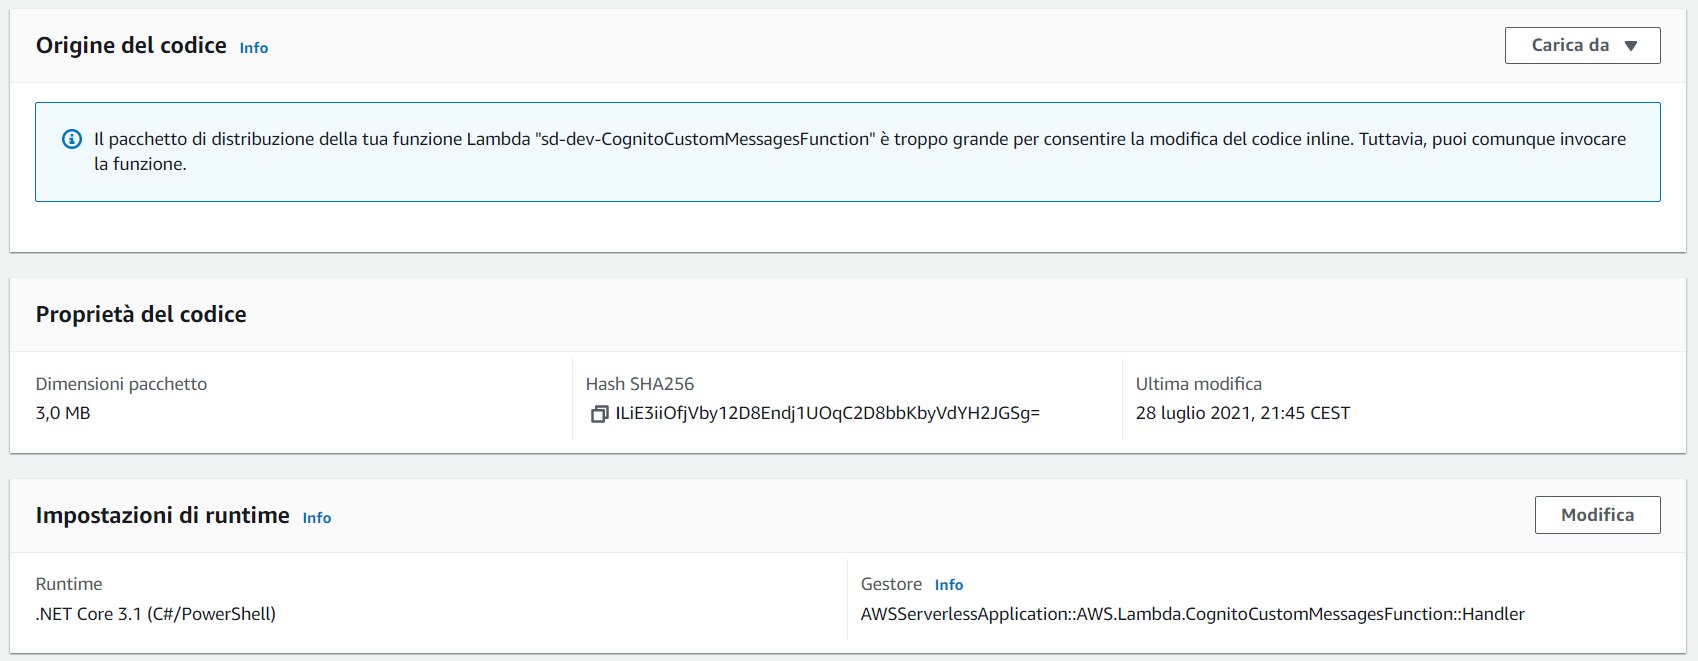 Origine del codice Info
Carica da
Il pacchetto di distribuzione della tua funzione Lambda "sd-dev-CognitoCustomMessagesFunction" è troppo grande per consentire la modifica del codice inline. Tuttavia, puoi comunque invocare
la funzione.
Proprietà del codice
Dimensioni pacchetto
3,0 MB
Hash SHA256
ILiE3iiOfjVby12D8Endj1UOqC2D8bbKbyVdYH2JGSg=
Ultima modifica
28 luglio 2021, 21:45 CEST
Impostazioni di runtime Info
Modifica
Runtime
.NET Core 3.1 (C#/PowerShell)
Gestore Info
AWSServerlessApplication::AWS.Lambda.CognitoCustomMessagesFunction::Handler